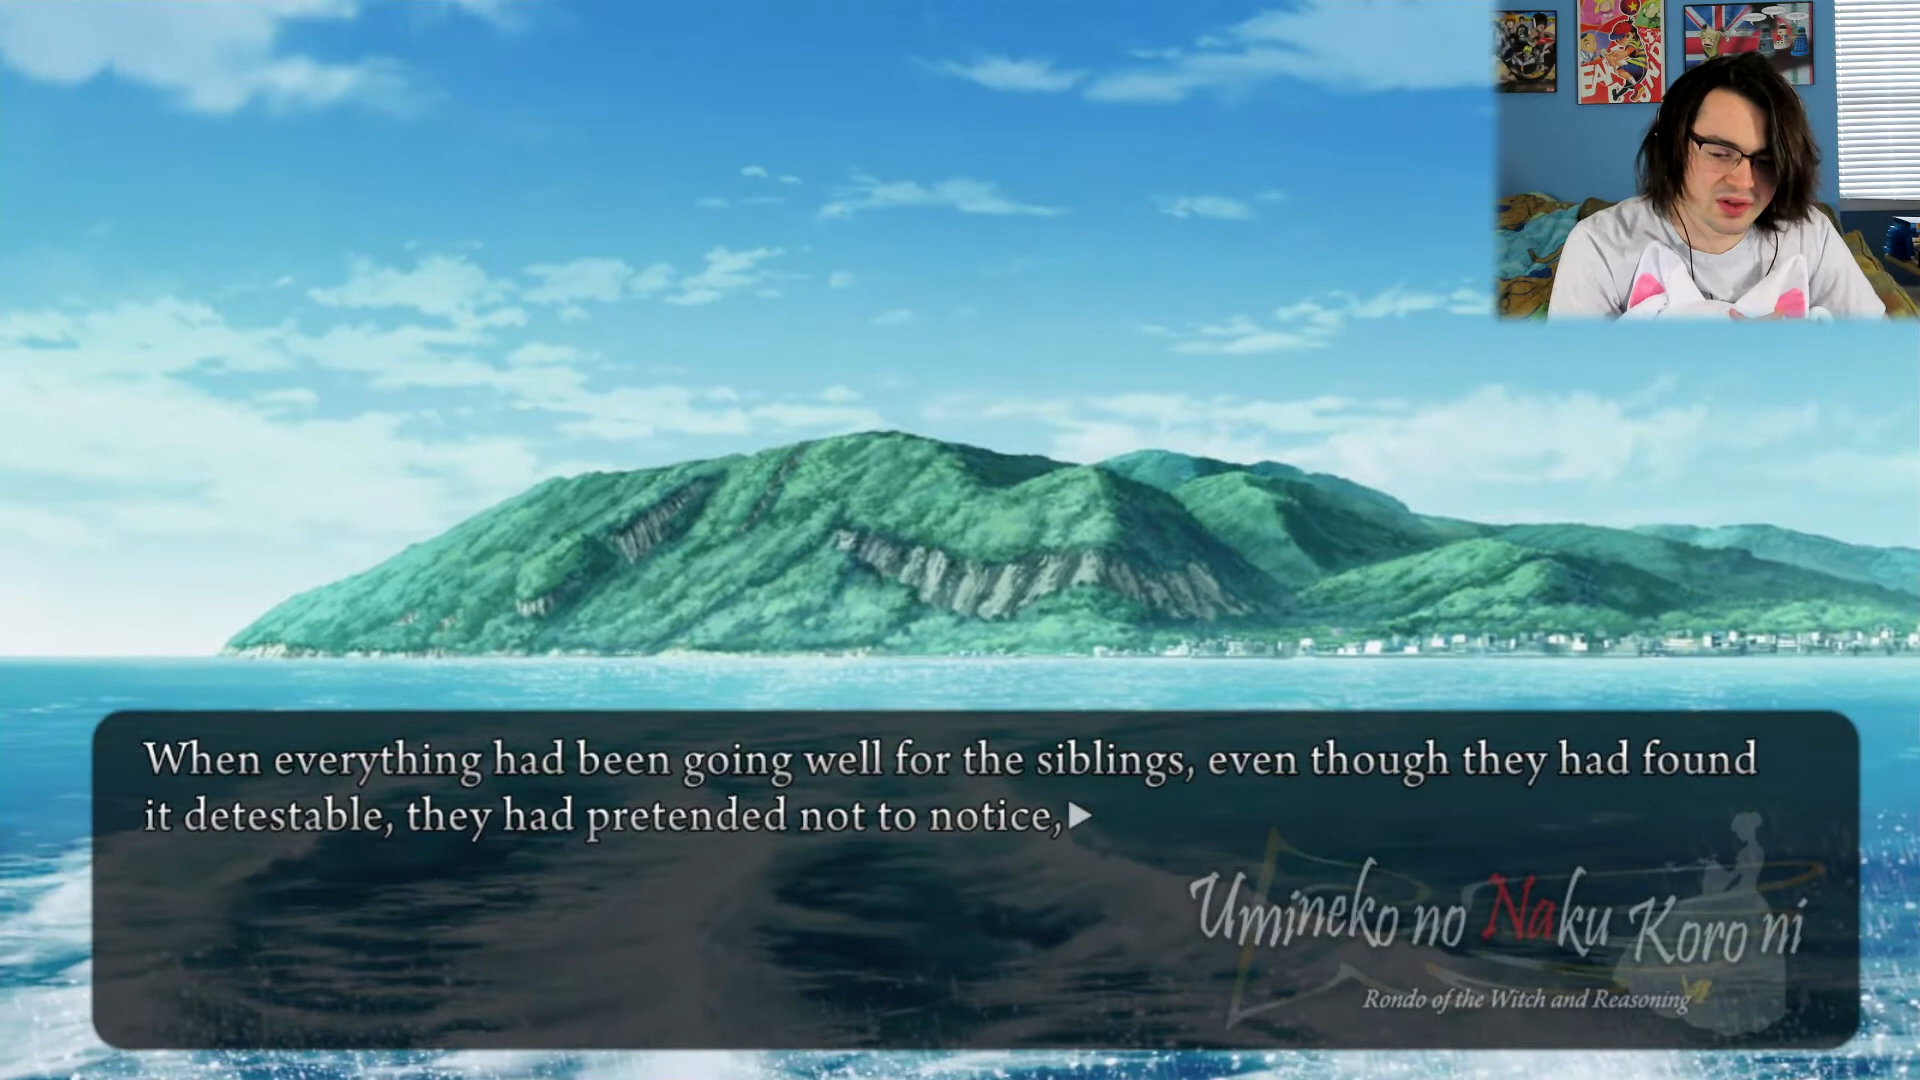 When everything had been going well for the siblings, even though they had found
it detestable, they had pretended not to notice,
Umineko no Naku Koro ni
Rondo of the Witch and Reasoning